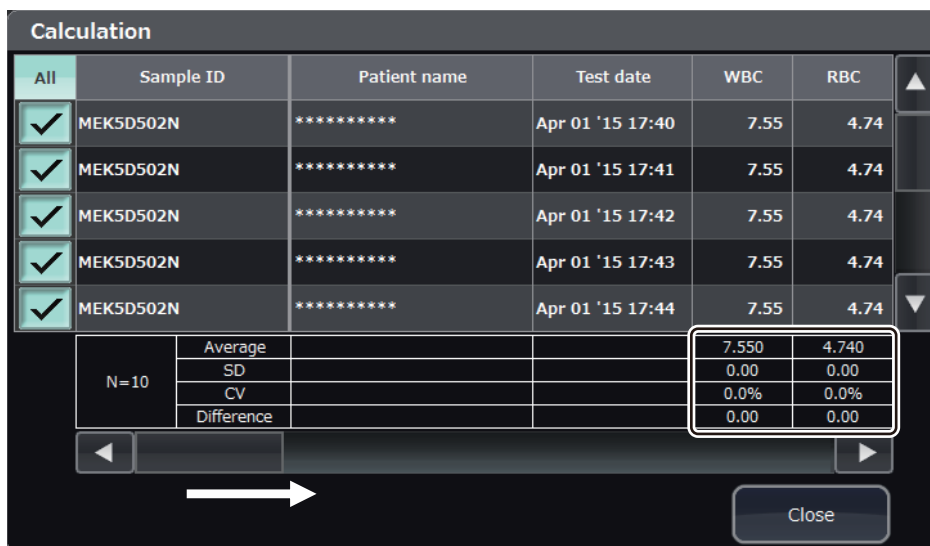 Calculation
All Sample ID Patient name Test date WBC RBC
MEK5D502N ********** Apr 01 '15 17:40 7.55 4.74
MEK5D502N ********** Apr 01 '15 17:41 7.55 4.74
MEK5D502N ********** Apr 01 '15 17:42 7.55 4.74
MEK5D502N ********** Apr 01 '15 17:43 7.55 4.74
MEK5D502N ********** Apr 01 '15 17:44 7.55 4.74
N=10
Average 7.550 4.740
SD 0.00 0.00
CV 0.0% 0.0%
Difference 0.00 0.00
Close